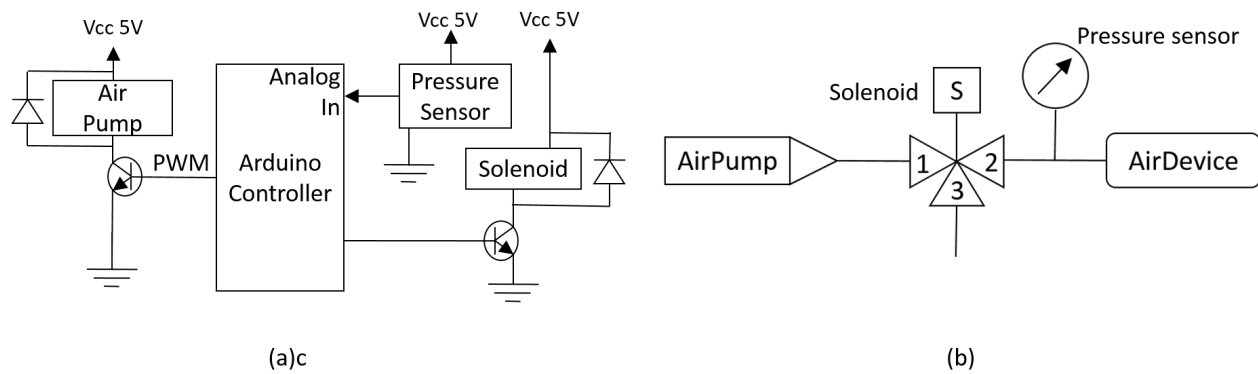 Vcc 5V
Air
Pump
PWM
Analog
In
Arduino
Controller
Vcc 5V
Pressure
Sensor
Vcc 5V
Solenoid
(a)c
Pressure sensor
Solenoid
S
AirPump
1
2
3
AirDevice
(b)